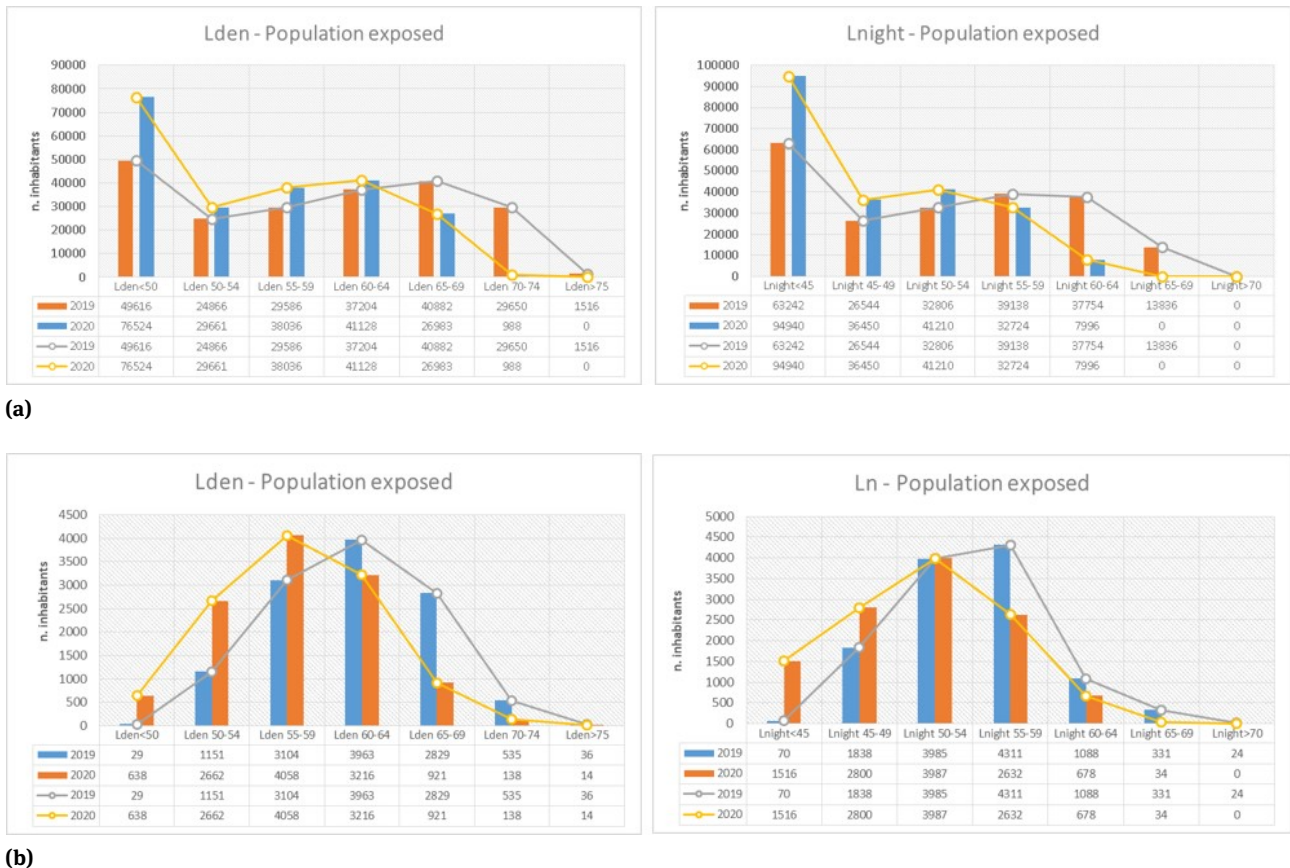 Lden - Population exposed
n. inhabitants
90000
80000
70000
60000
50000
40000
30000
20000
10000
0
Lden<50 Lden 50-54 Lden 55-59 Lden 60-64 Lden 65-69 Lden 70-74 Lden>75
2019 49616 24866 29586 37204 40882 29650 1516
2020 76524 29661 38036 41128 26983 988 0
2019 49616 24866 29586 37204 40882 29650 1516
2020 76524 29661 38036 41128 26983 988 0
Lnight - Population exposed
n. inhabitants
100000
90000
80000
70000
60000
50000
40000
30000
20000
10000
0
Lnight<45 Lnight 45-49 Lnight 50-54 Lnight 55-59 Lnight 60-64 Lnight 65-69 Lnight>70
2019 63242 26544 32806 39138 37754 13836 0
2020 94940 36450 41210 32724 7996 0 0
2019 63242 26544 32806 39138 37754 13836 0
2020 94940 36450 41210 32724 7996 0 0
(a)
Lden - Population exposed
n. inhabitants
4500
4000
3500
3000
2500
2000
1500
1000
500
0
Lden<50 Lden 50-54 Lden 55-59 Lden 60-64 Lden 65-69 Lden 70-74 Lden>75
2019 29 1151 3104 3963 2829 535 36
2020 638 2662 4058 3216 921 138 14
2019 29 1151 3104 3963 2829 535 36
2020 638 2662 4058 3216 921 138 14
Ln - Population exposed
n. inhabitants
5000
4500
4000
3500
3000
2500
2000
1500
1000
500
0
Lnight<45 Lnight 45-49 Lnight 50-54 Lnight 55-59 Lnight 60-64 Lnight 65-69 Lnight>70
2019 70 1838 3985 4311 1088 331 24
2020 1516 2800 3987 2632 678 34 0
2019 70 1838 3985 4311 1088 331 24
2020 1516 2800 3987 2632 678 34 0
(b)